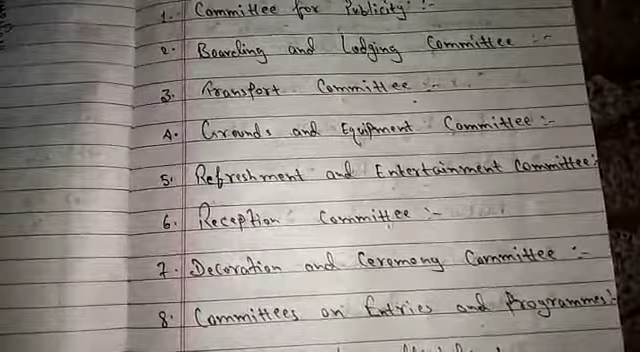 1. Committee for Publicity :-
2. Boarding and Lodging Committee :-
3. Transport Committee :-
4. Grounds and Equipment Committee :-
5. Refreshment and Entertainment Committee :-
6. Reception Committee :-
7. Decoration and Ceremony Committee :-
8. Committees on Entries and Programmes :-